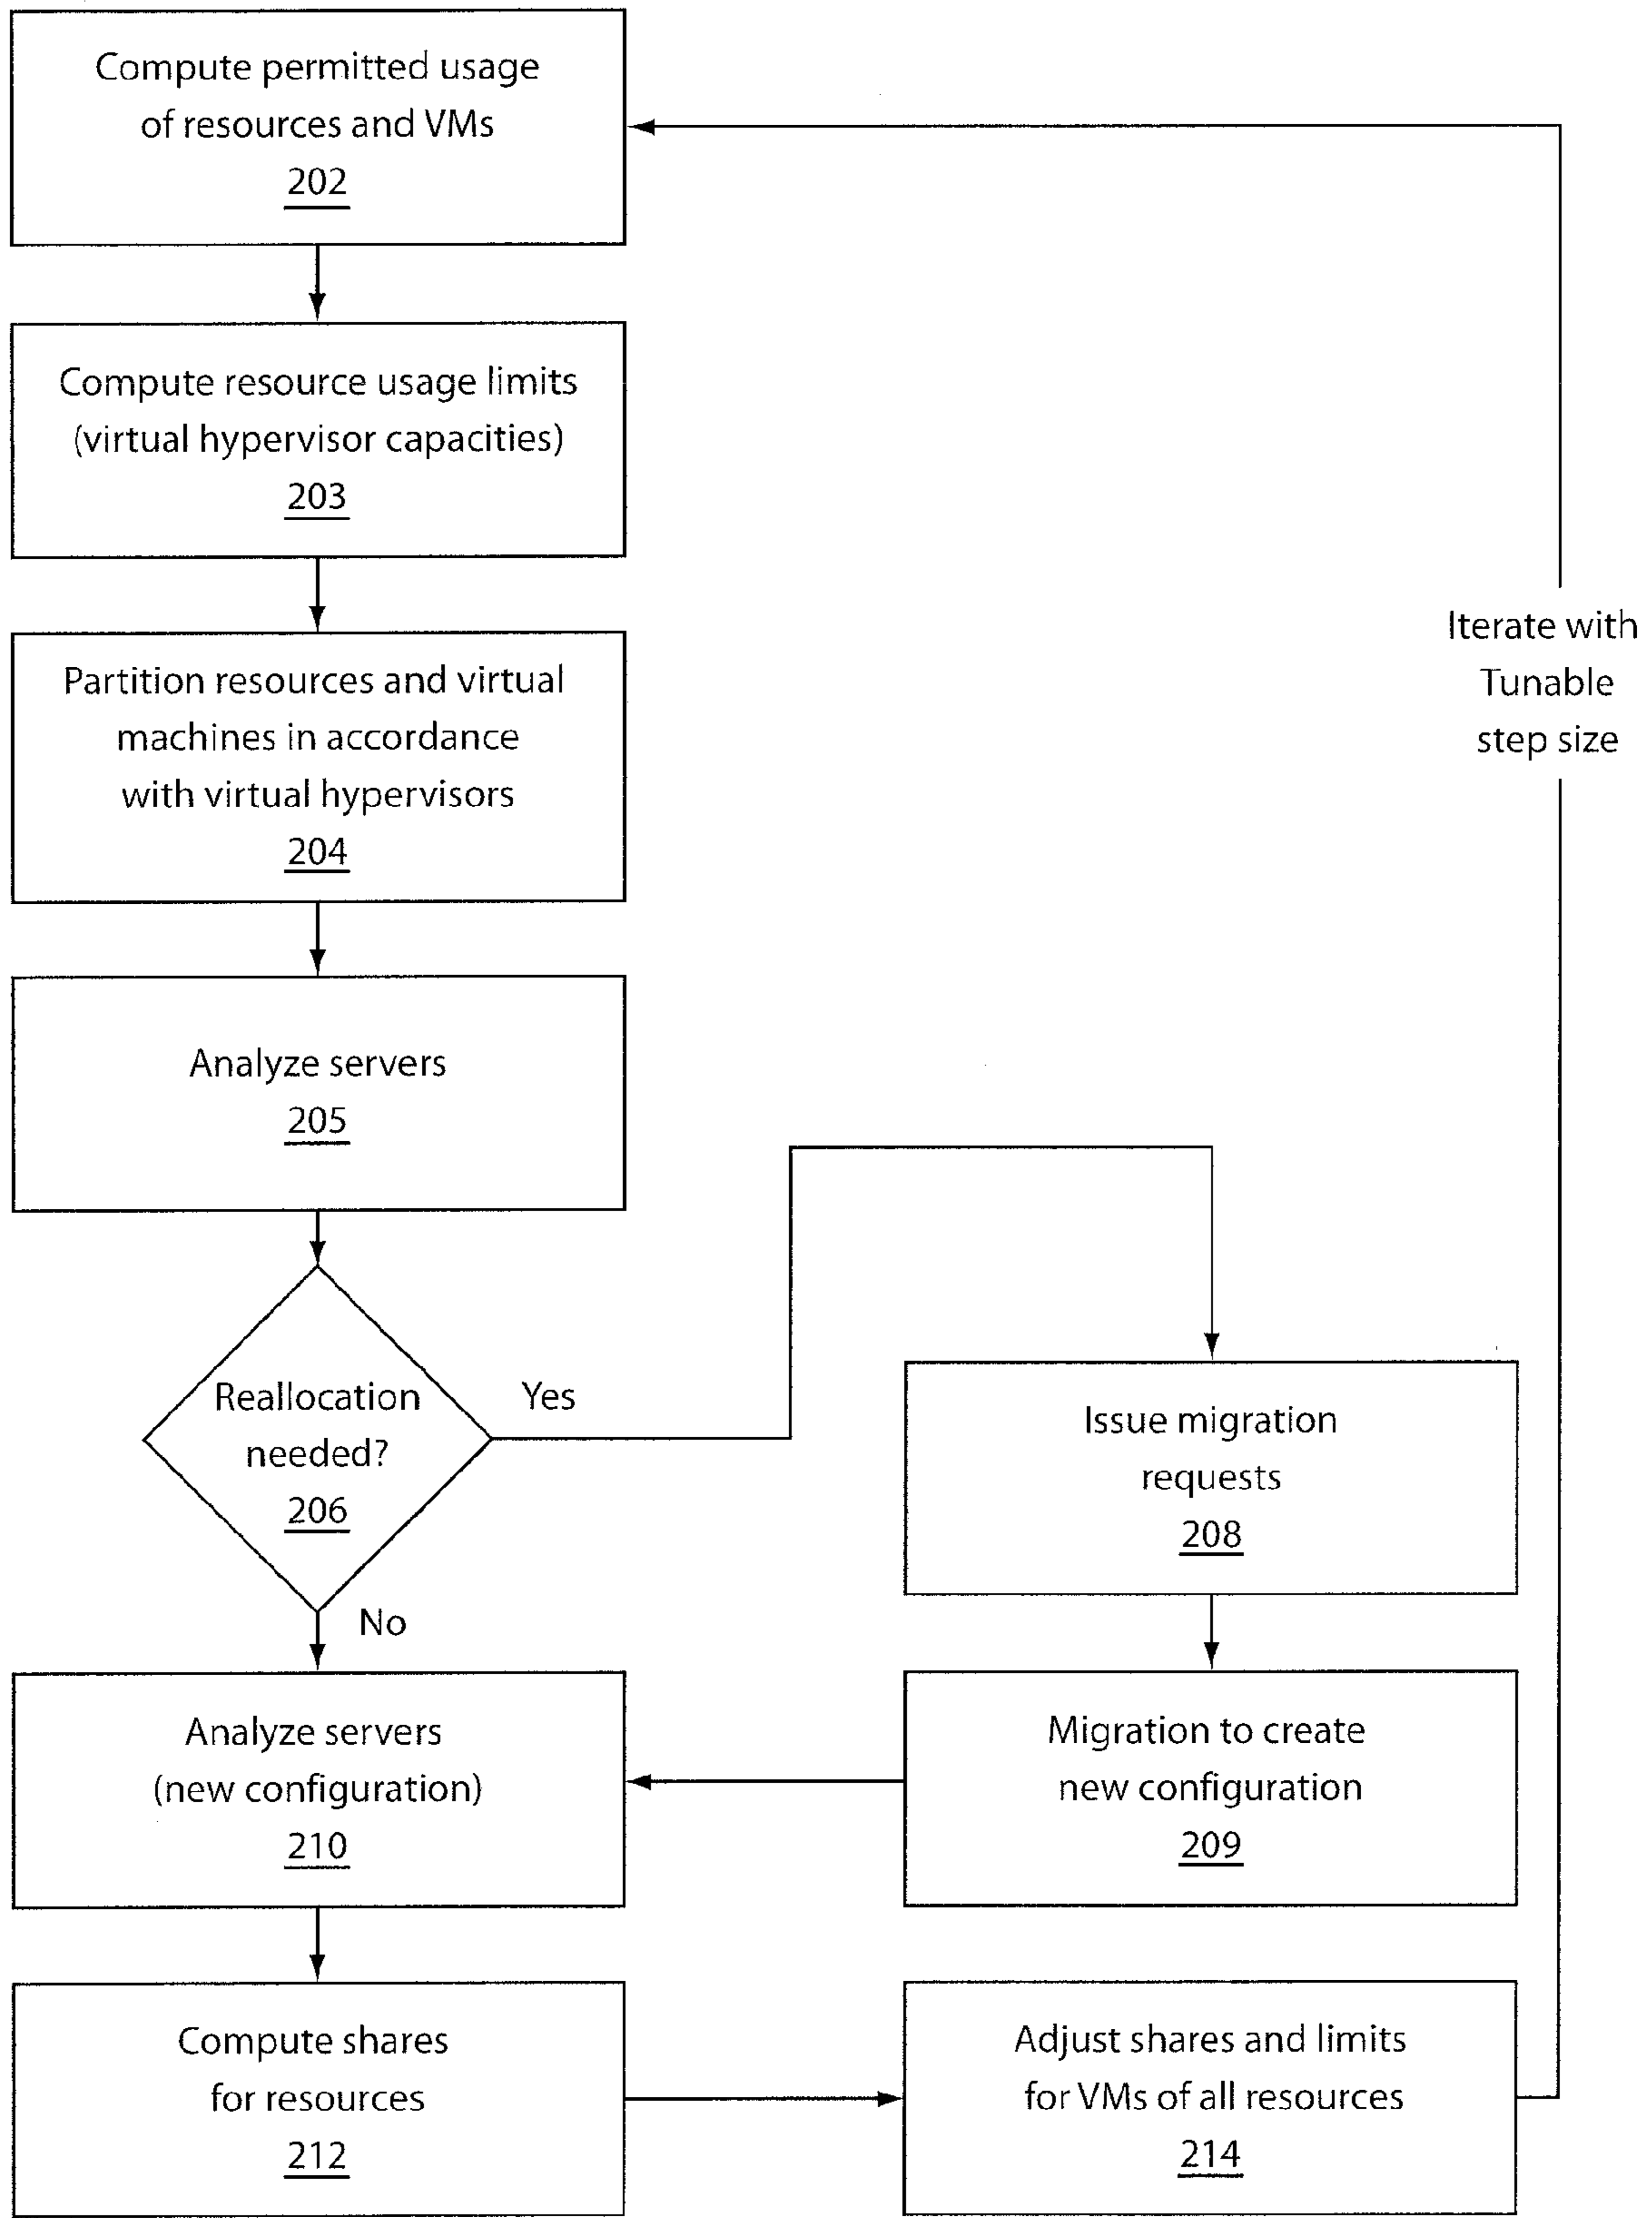 Compute permitted usage
of resources and VMs
202
Compute resource usage limits
(virtual hypervisor capacities)
203
Partition resources and virtual
machines in accordance
with virtual hypervisors
204
Iterate with
Tunable
step size
Analyze servers
205
Reallocation
needed?
206
Yes
No
Issue migration
requests
208
Migration to create
new configuration
209
Analyze servers
(new configuration)
210
Compute shares
for resources
212
Adjust shares and limits
for VMs of all resources
214